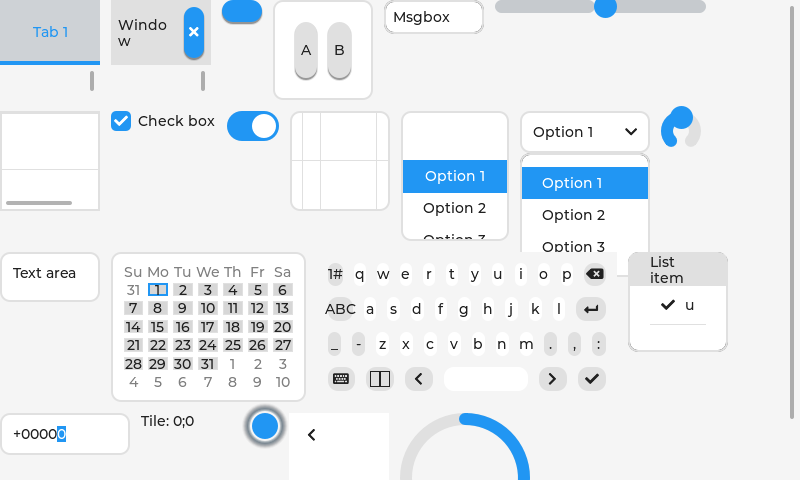 Tab 1
Windo
w
A B
Msgbox
Check box
Option 1
Option 2
Option 3
Option 1
Option 1
Option 2
Option 3
Text area
Su Mo Tu We Th Fr Sa
31 1 2 3 4 5 6
7 8 9 10 11 12 13
14 15 16 17 18 19 20
21 22 23 24 25 26 27
28 29 30 31 1 2 3
4 5 6 7 8 9 10
1# q w e r t y u i o p
ABC a s d f g h j k l
_ - z x c v b n m . , :
List
item
u
+00000
Tile: 0;0